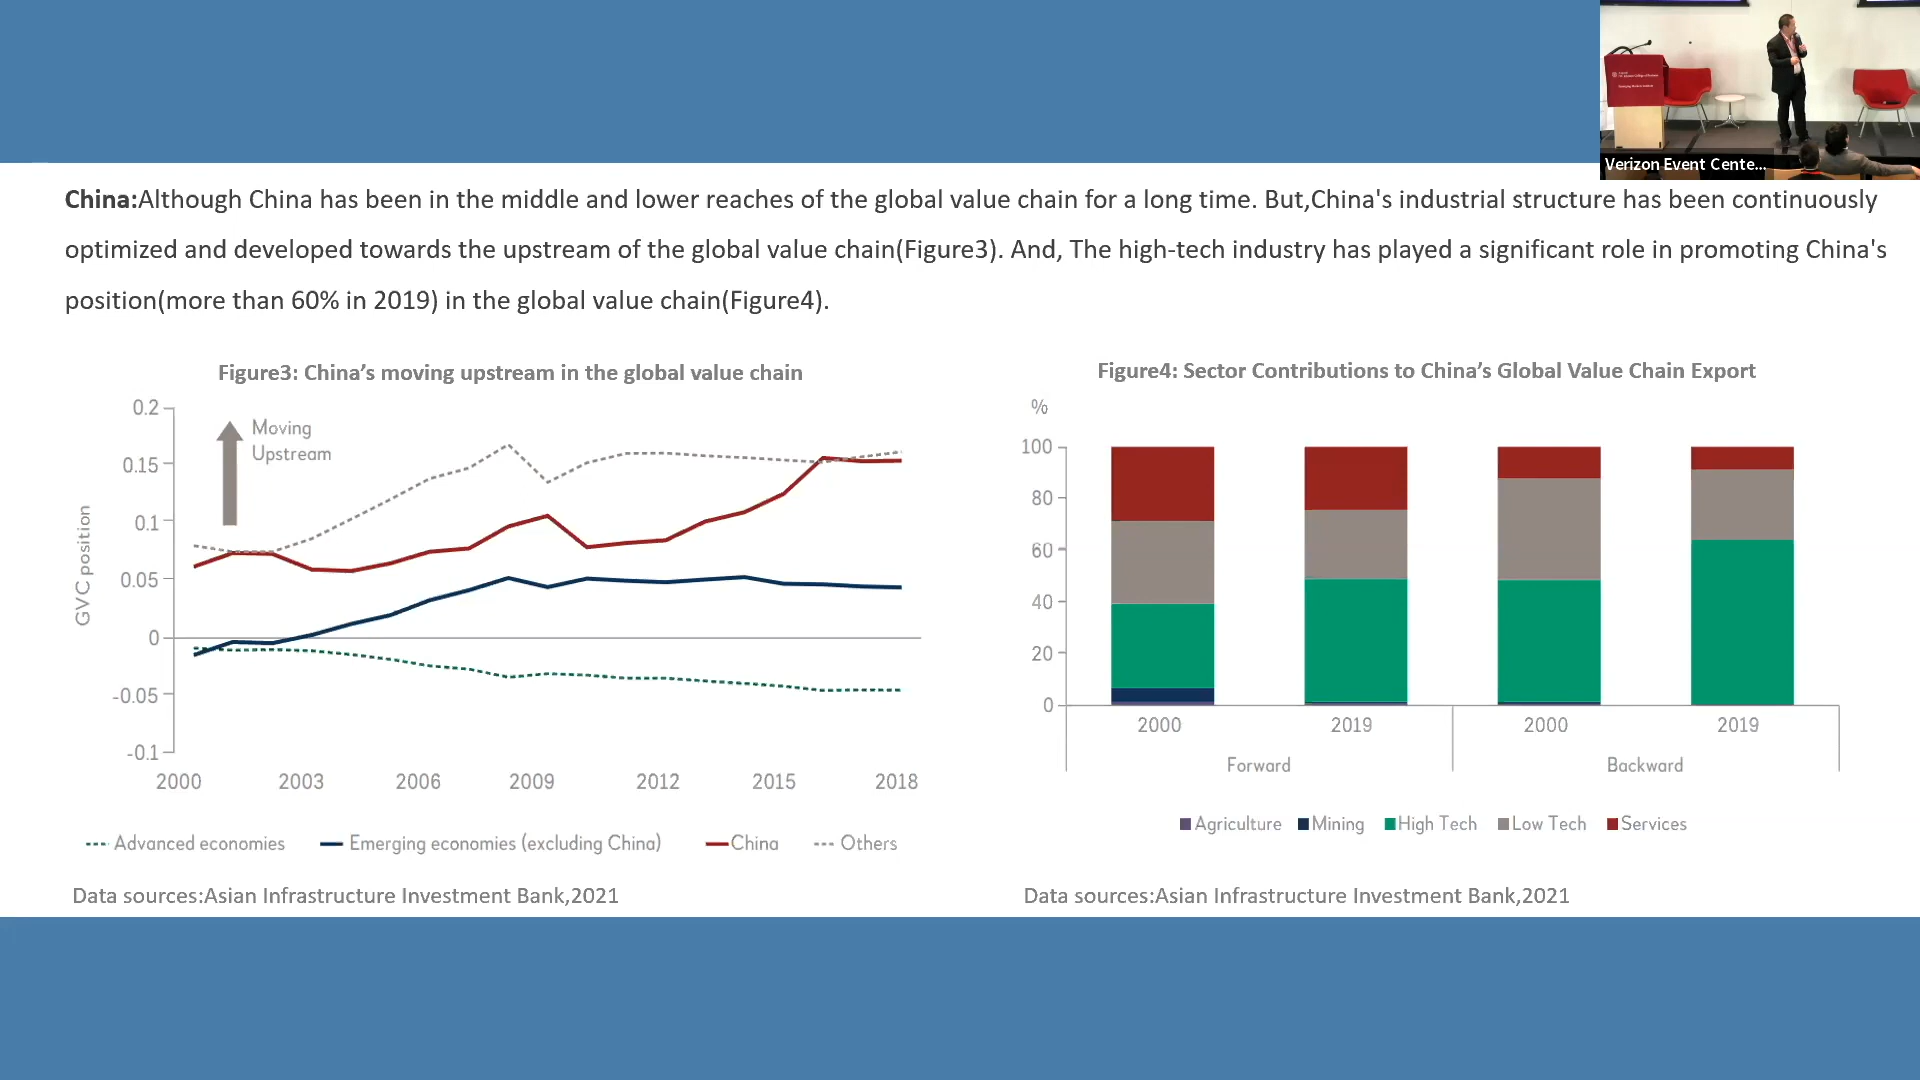 Verizon Event Cente...
China:Although China has been in the middle and lower reaches of the global value chain for a long time. But,China's industrial structure has been continuously
optimized and developed towards the upstream of the global value chain(Figure3). And, The high-tech industry has played a significant role in promoting China's
position(more than 60% in 2019) in the global value chain(Figure4).
Figure3: China's moving upstream in the global value chain
0.2
0.15
0.1
0.05
0
-0.05
-0.1
GVC position
Moving
Upstream
2000 2003 2006 2009 2012 2015 2018
Advanced economies Emerging economies (excluding China) China Others
Data sources:Asian Infrastructure Investment Bank,2021
Figure4: Sector Contributions to China's Global Value Chain Export
%
100
80
60
40
20
0
2000 2019 2000 2019
Forward Backward
Agriculture Mining High Tech Low Tech Services
Data sources:Asian Infrastructure Investment Bank,2021